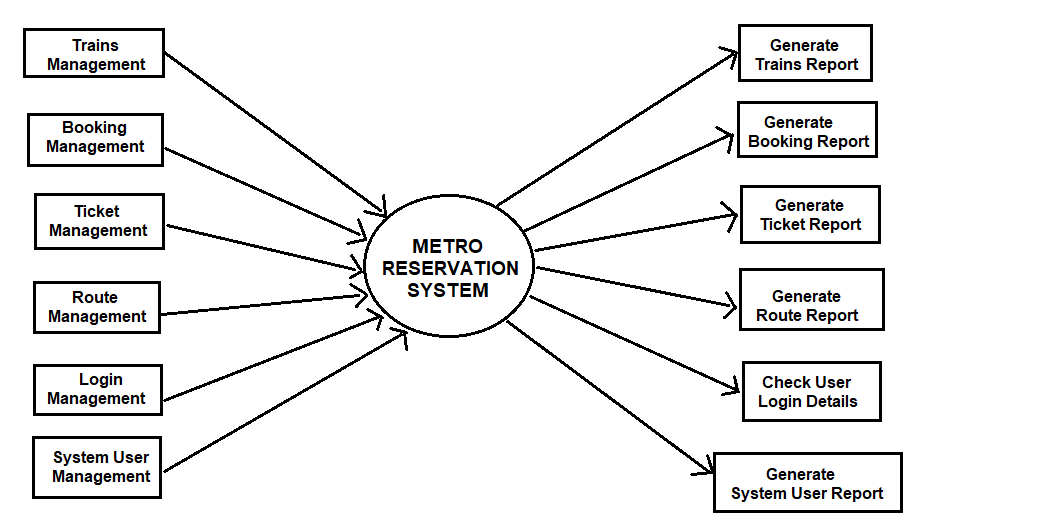 Trains
Management
Booking
Management
Ticket
Management
Route
Management
Login
Management
System User
Management
METRO
RESERVATION
SYSTEM
Generate
Trains Report
Generate
Booking Report
Generate
Ticket Report
Generate
Route Report
Check User
Login Details
Generate
System User Report